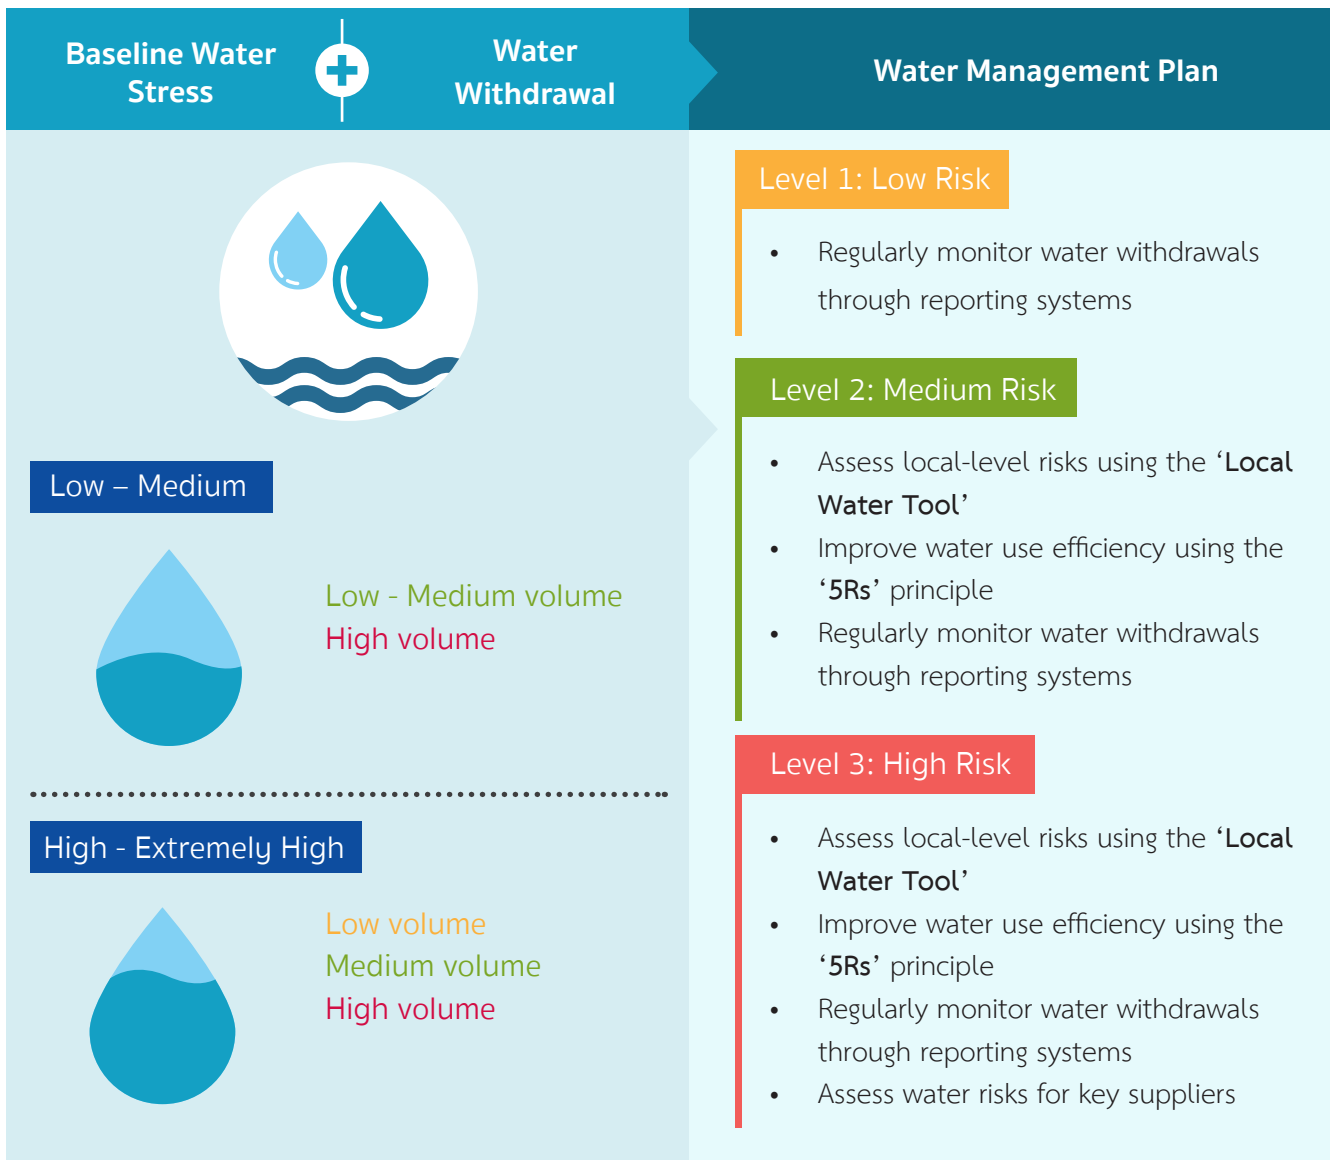 Baseline Water
Stress
Water
Withdrawal
Water Management Plan
Low – Medium
Low - Medium volume
High volume
High - Extremely High
Low volume
Medium volume
High volume
Level 1: Low Risk
• Regularly monitor water withdrawals
through reporting systems
Level 2: Medium Risk
• Assess local-level risks using the ‘Local
Water Tool’
• Improve water use efficiency using the
‘5Rs’ principle
• Regularly monitor water withdrawals
through reporting systems
Level 3: High Risk
• Assess local-level risks using the ‘Local
Water Tool’
• Improve water use efficiency using the
‘5Rs’ principle
• Regularly monitor water withdrawals
through reporting systems
• Assess water risks for key suppliers